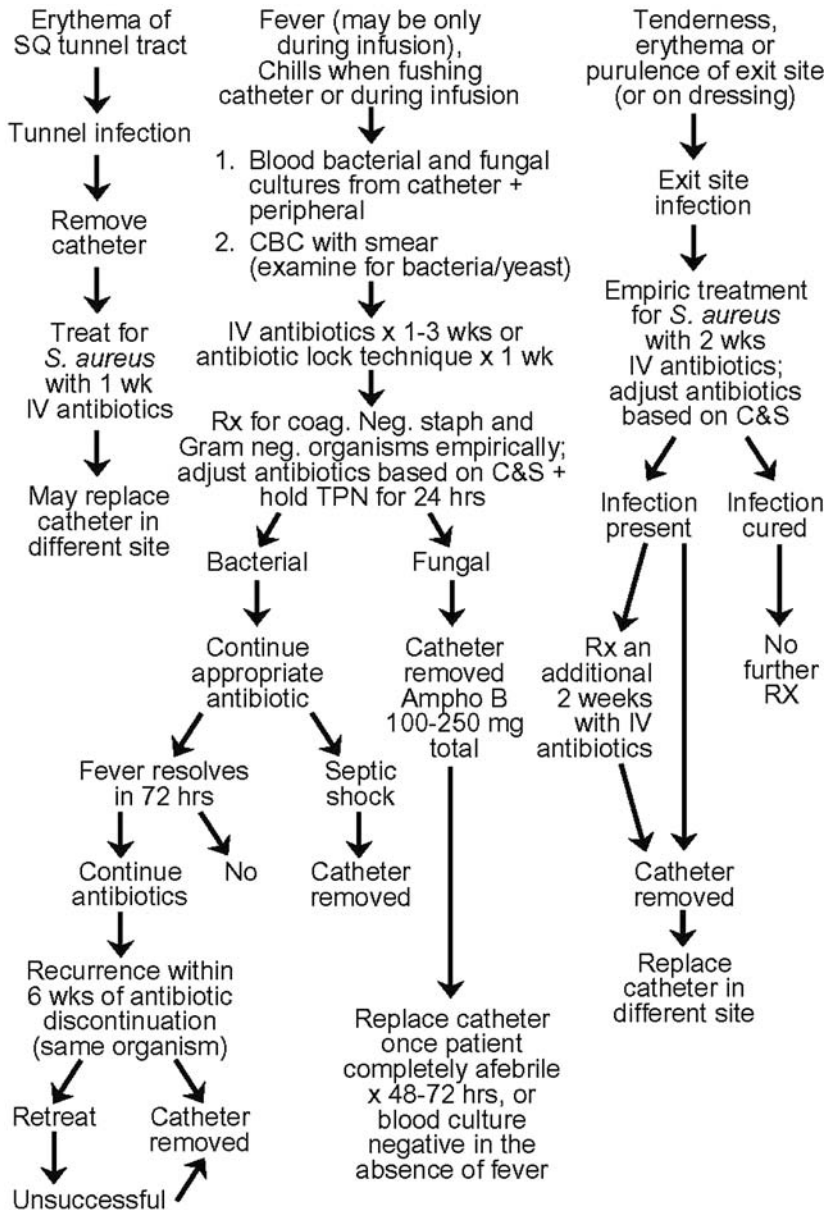 Erythema of
SQ tunnel tract
Tunnel infection
Remove
catheter
Treat for
S. aureus
with 1 wk
IV antibiotics
May replace
catheter in
different site
Fever (may be only
during infusion),
Chills when fushing
catheter or during infusion
1. Blood bacterial and fungal
cultures from catheter +
peripheral
2. CBC with smear
(examine for bacteria/yeast)
IV antibiotics x 1-3 wks or
antibiotic lock technique x 1 wk
Rx for coag. Neg. staph and
Gram neg. organisms empirically;
adjust antibiotics based on C&S +
hold TPN for 24 hrs
Bacterial
Continue
appropriate
antibiotic
Fever resolves
in 72 hrs
Continue
antibiotics
No
Recurrence within
6 wks of antibiotic
discontinuation
(same organism)
Retreat
Unsuccessful
Catheter
removed
Septic
shock
Catheter
removed
Fungal
Catheter
removed
Ampho B
100-250 mg
total
Replace catheter
once patient
completely afebrile
x 48-72 hrs, or
blood culture
negative in the
absence of fever
Tenderness,
erythema or
purulence of exit site
(or on dressing)
Exit site
infection
Empiric treatment
for S. aureus
with 2 wks
IV antibiotics;
adjust antibiotics
based on C&S
Infection
present
Rx an
additional
2 weeks
with IV
antibiotics
Infection
cured
No
further
RX
Catheter
removed
Replace
catheter in
different site